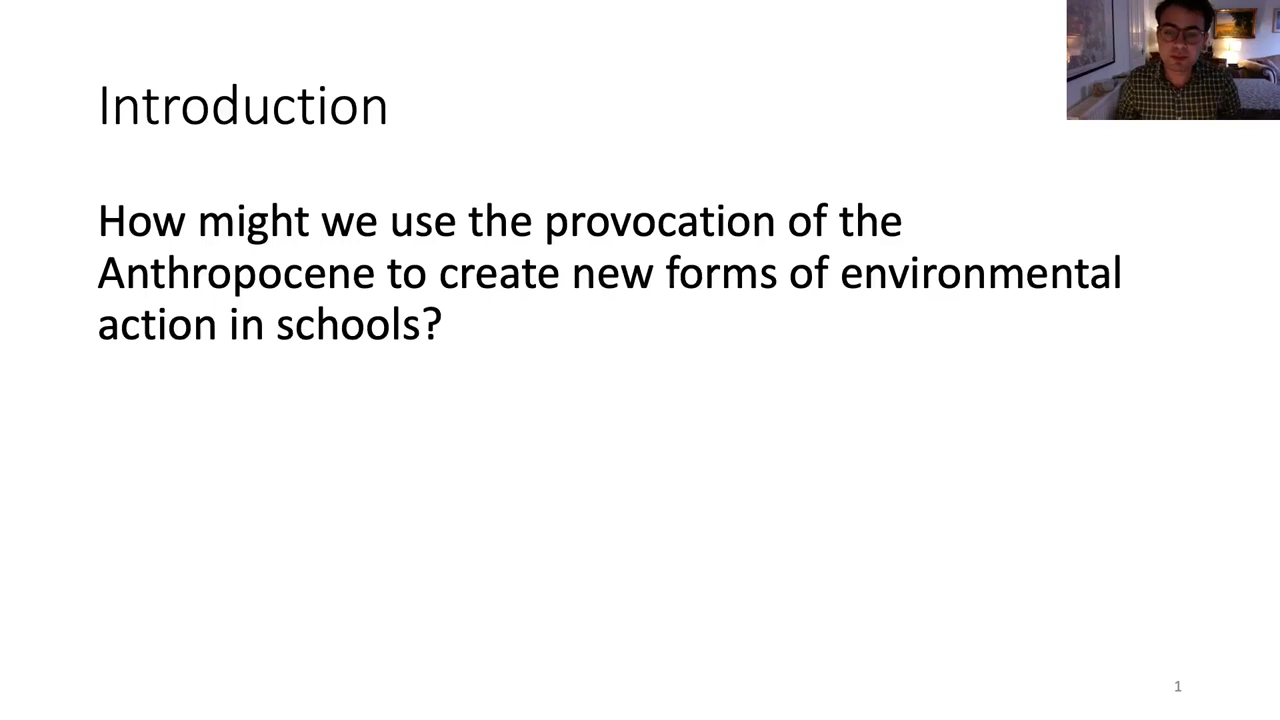 Introduction
How might we use the provocation of the
Anthropocene to create new forms of environmental
action in schools?
1